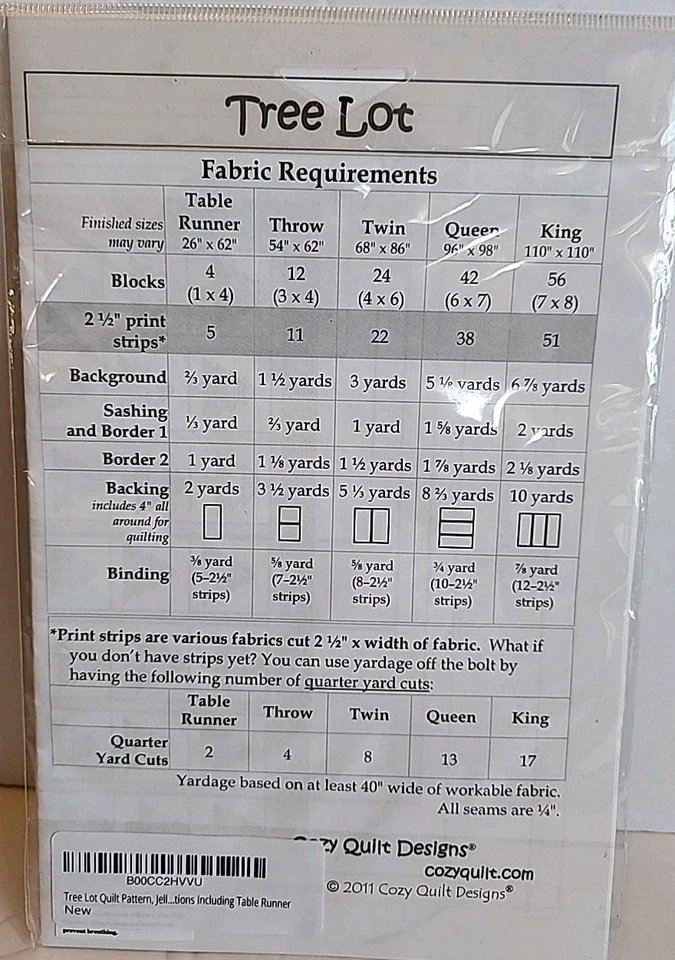 Tree Lot
Fabric Requirements
Finished sizes may vary Table Runner 26" x 62" Throw 54" x 62" Twin 68" x 86" Queen 96" x 98" King 110" x 110"
Blocks 4 (1 x 4) 12 (3 x 4) 24 (4 x 6) 42 (6 x 7) 56 (7 x 8)
2 ½" print strips* 5 11 22 38 51
Background ⅔ yard 1 ½ yards 3 yards 5 ⅛ yards 6 ⅞ yards
Sashing and Border 1 ⅓ yard ⅔ yard 1 yard 1 ⅝ yards 2 yards
Border 2 1 yard 1 ⅛ yards 1 ½ yards 1 ⅞ yards 2 ⅛ yards
Backing includes 4" all around for quilting 2 yards 3 ½ yards 5 ⅓ yards 8 ⅔ yards 10 yards
Binding ⅜ yard (5–2½" strips) ⅝ yard (7–2½" strips) ⅝ yard (8–2½" strips) ¾ yard (10–2½" strips) ⅞ yard (12–2½" strips)
*Print strips are various fabrics cut 2 ½" x width of fabric. What if
you don't have strips yet? You can use yardage off the bolt by
having the following number of quarter yard cuts:
Table Runner Throw Twin Queen King
Quarter Yard Cuts 2 4 8 13 17
Yardage based on at least 40" wide of workable fabric.
All seams are ¼".
Cozy Quilt Designs®
cozyquilt.com
© 2011 Cozy Quilt Designs®
B00CC2HVVU
Tree Lot Quilt Pattern, Jell...tions Including Table Runner
New
prevent breathing.